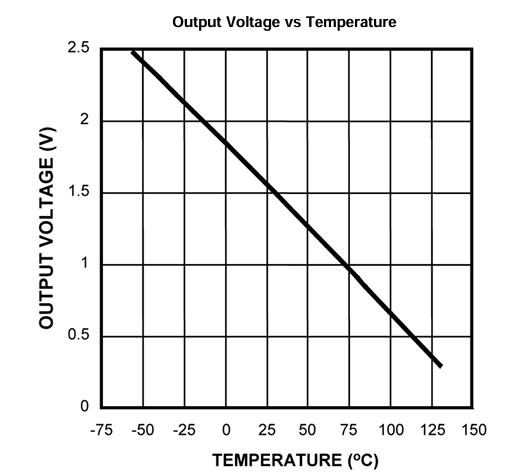 Output Voltage vs Temperature
OUTPUT VOLTAGE (V)
2.5
2
1.5
1
0.5
0
-75 -50 -25 0 25 50 75 100 125 150
TEMPERATURE (ºC)